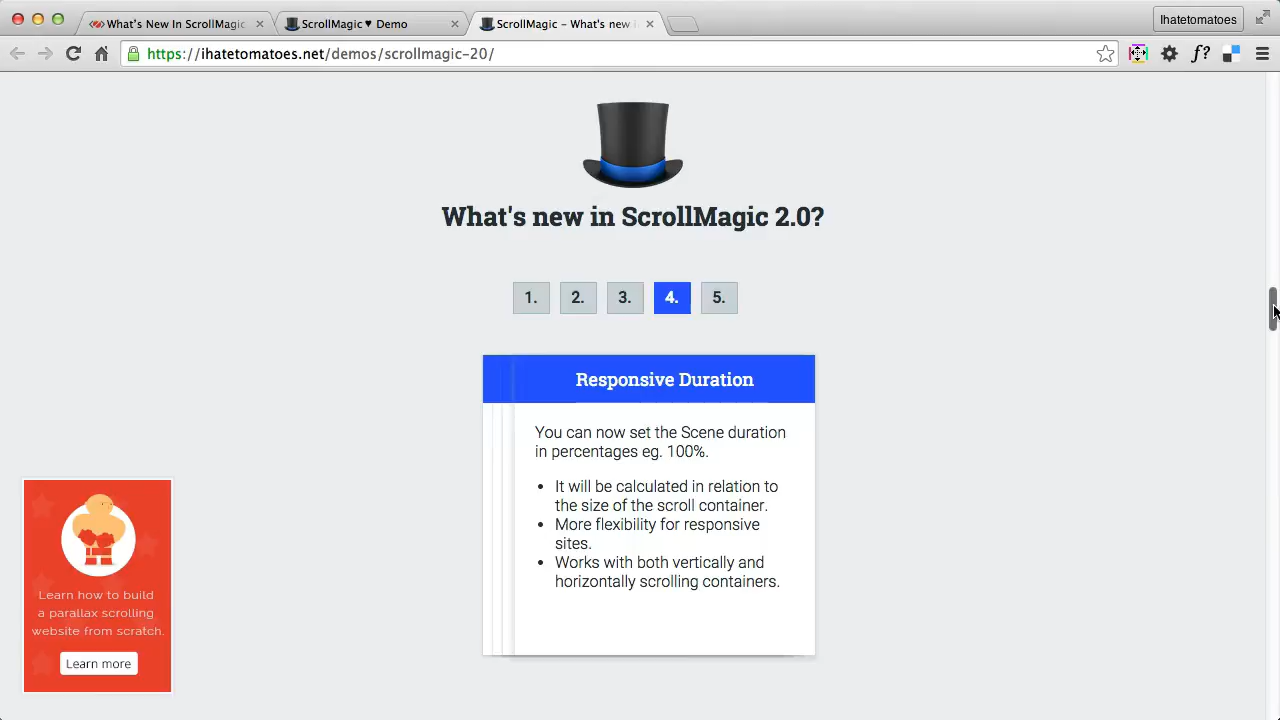 What's New In ScrollMagic
ScrollMagic ♥ Demo
ScrollMagic – What's new i
Ihatetomatoes
https://ihatetomatoes.net/demos/scrollmagic-20/
f?
What's new in ScrollMagic 2.0?
1.
2.
3.
4.
5.
Responsive Duration
You can now set the Scene duration
in percentages eg. 100%.
• It will be calculated in relation to
the size of the scroll container.
• More flexibility for responsive
sites.
• Works with both vertically and
horizontally scrolling containers.
Learn how to build
a parallax scrolling
website from scratch.
Learn more